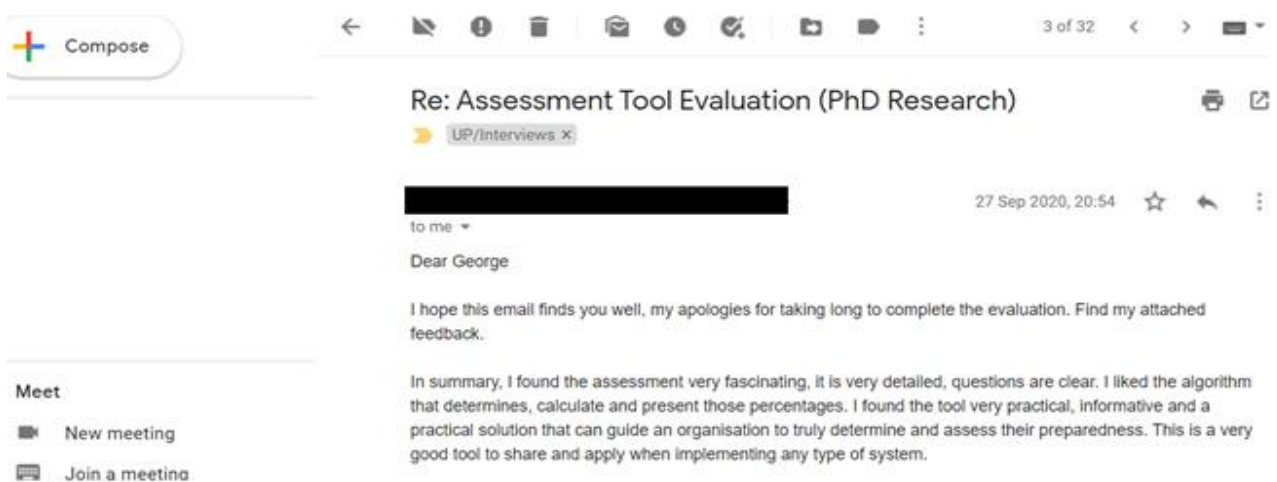 Compose
3 of 32
Re: Assessment Tool Evaluation (PhD Research)
UP/Interviews ×
27 Sep 2020, 20:54
to me
Dear George
I hope this email finds you well, my apologies for taking long to complete the evaluation. Find my attached
feedback.
In summary, I found the assessment very fascinating, it is very detailed, questions are clear. I liked the algorithm
that determines, calculate and present those percentages. I found the tool very practical, informative and a
practical solution that can guide an organisation to truly determine and assess their preparedness. This is a very
good tool to share and apply when implementing any type of system.
Meet
New meeting
Join a meeting